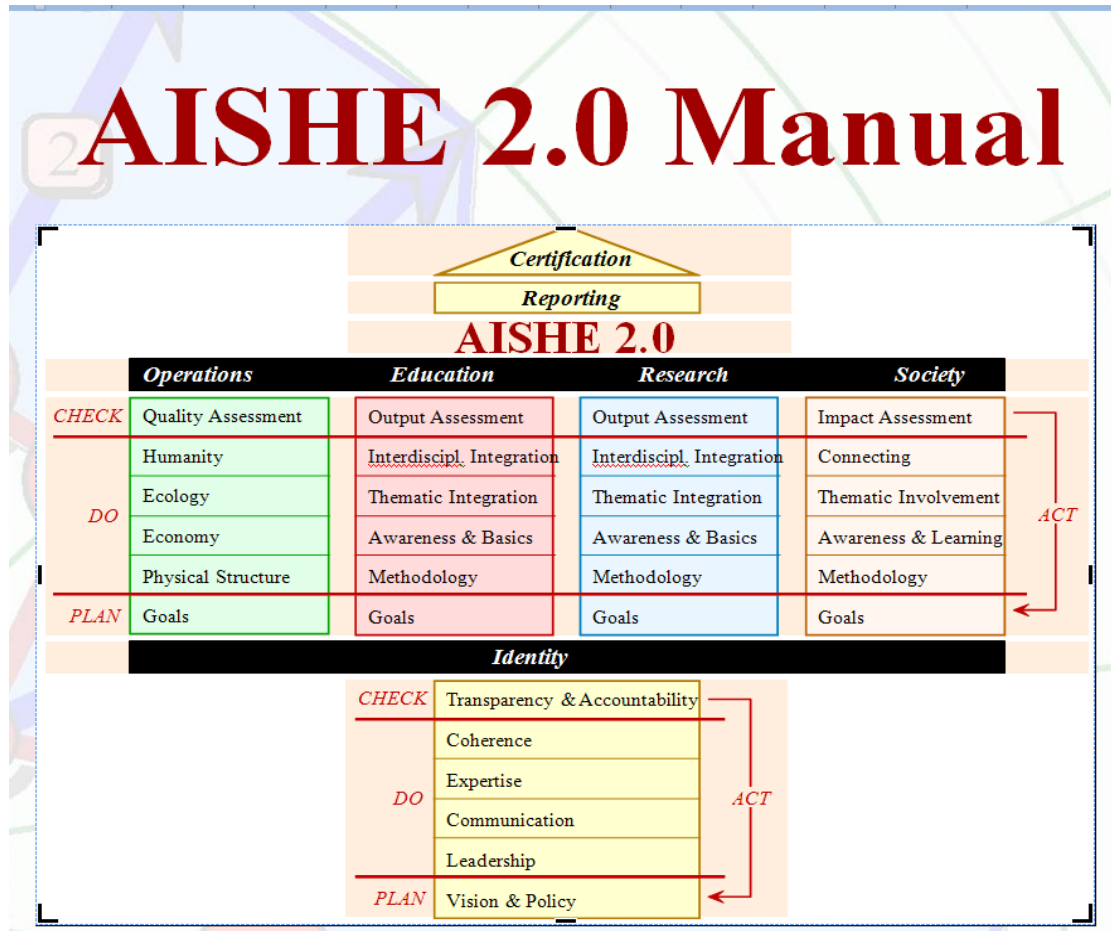 AISHE 2.0 Manual
2
Certification
Reporting
AISHE 2.0
Operations Education Research Society
CHECK Quality Assessment Output Assessment Output Assessment Impact Assessment
Humanity Interdiscipl. Integration Interdiscipl. Integration Connecting
Ecology Thematic Integration Thematic Integration Thematic Involvement
DO ACT
Economy Awareness & Basics Awareness & Basics Awareness & Learning
Physical Structure Methodology Methodology Methodology
PLAN Goals Goals Goals Goals
Identity
CHECK Transparency & Accountability
Coherence
Expertise
DO ACT
Communication
Leadership
PLAN Vision & Policy